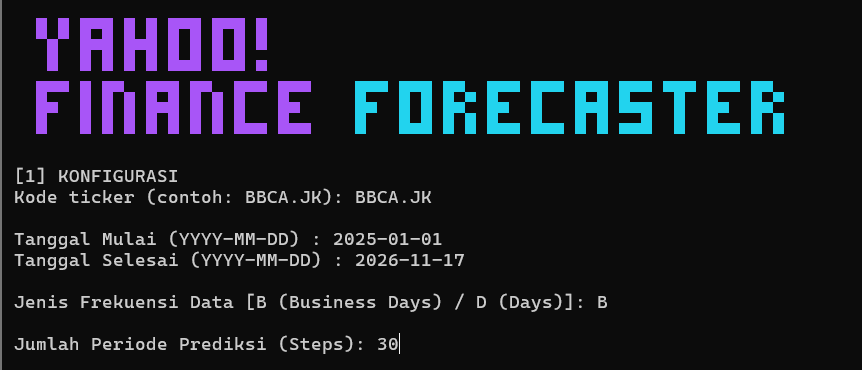 YAHOO!
FINANCE FORECASTER
[1] KONFIGURASI
Kode ticker (contoh: BBCA.JK): BBCA.JK
Tanggal Mulai (YYYY-MM-DD) : 2025-01-01
Tanggal Selesai (YYYY-MM-DD) : 2026-11-17
Jenis Frekuensi Data [B (Business Days) / D (Days)]: B
Jumlah Periode Prediksi (Steps): 30